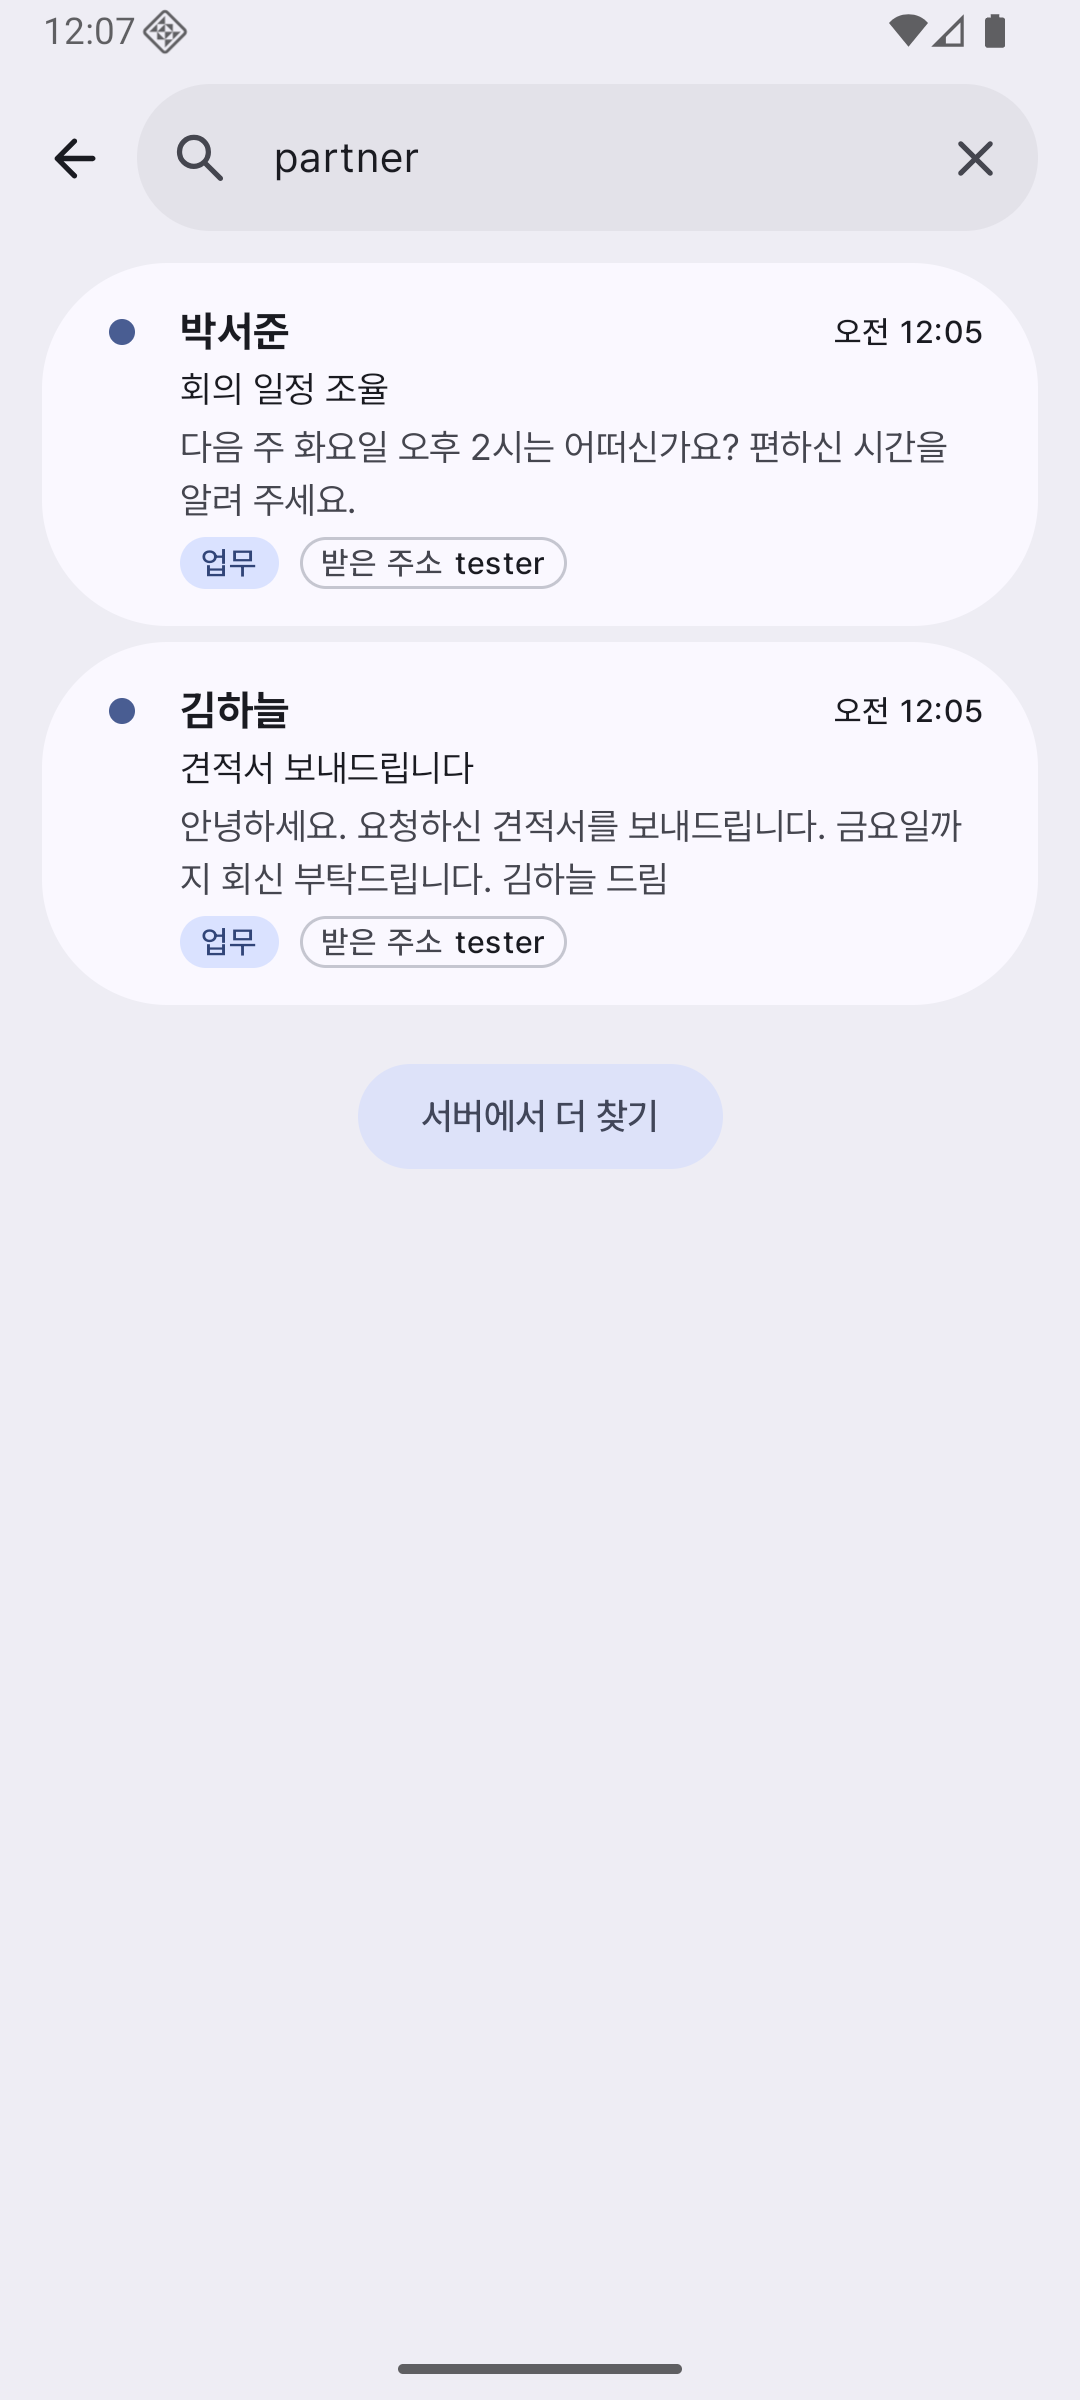 12:07
partner
박서준
오전 12:05
회의 일정 조율
다음 주 화요일 오후 2시는 어떠신가요? 편하신 시간을
알려 주세요.
업무
받은 주소 tester
김하늘
오전 12:05
견적서 보내드립니다
안녕하세요. 요청하신 견적서를 보내드립니다. 금요일까
지 회신 부탁드립니다. 김하늘 드림
업무
받은 주소 tester
서버에서 더 찾기